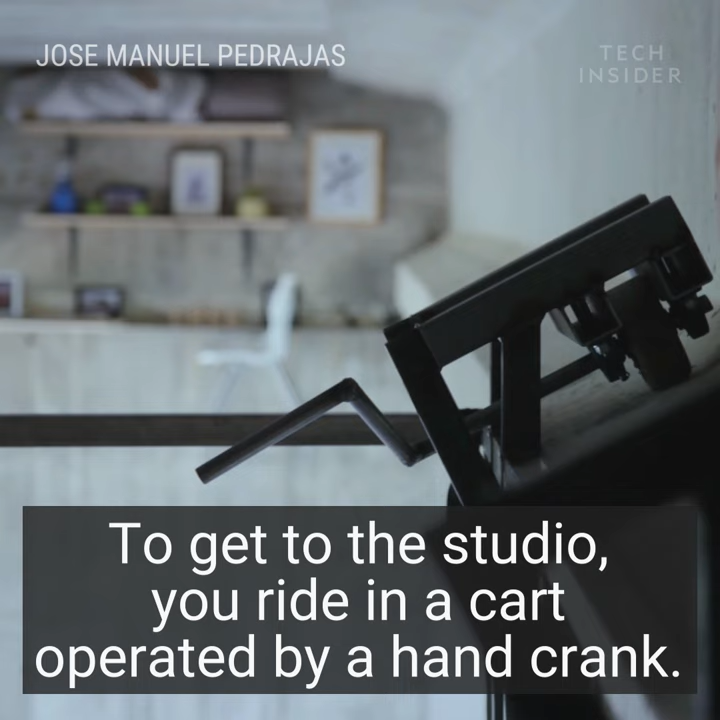 JOSE MANUEL PEDRAJAS
TECH
INSIDER
To get to the studio,
you ride in a cart
operated by a hand crank.